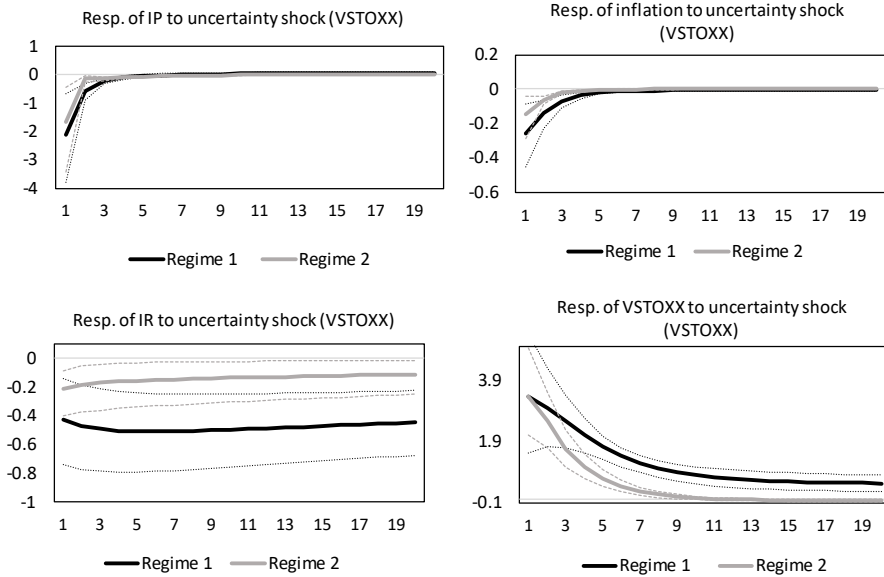 Resp. of IP to uncertainty shock (VSTOXX)
1
0
-1
-2
-3
-4
1 3 5 7 9 11 13 15 17 19
Regime 1 Regime 2
Resp. of inflation to uncertainty shock
(VSTOXX)
0.2
0
-0.2
-0.4
-0.6
1 3 5 7 9 11 13 15 17 19
Regime 1 Regime 2
Resp. of IR to uncertainty shock (VSTOXX)
0
-0.2
-0.4
-0.6
-0.8
-1
1 3 5 7 9 11 13 15 17 19
Regime 1 Regime 2
Resp. of VSTOXX to uncertainty shock
(VSTOXX)
3.9
1.9
-0.1
1 3 5 7 9 11 13 15 17 19
Regime 1 Regime 2